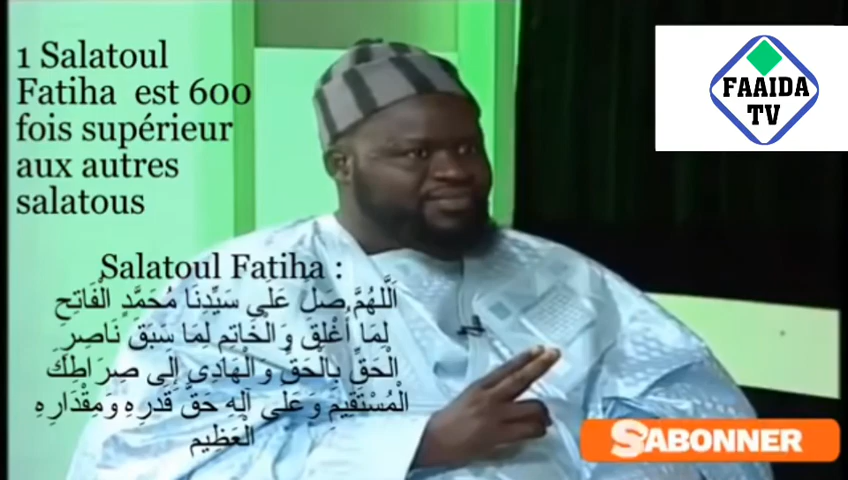 1 Salatoul
Fatiha est 600
fois supérieur
aux autres
salatous
FAAIDA
TV
Salatoul Fatiha :
اَللَّهُمَّ صَلِّ عَلَى سَيِّدِنَا مُحَمَّدٍ الْفَاتِحِ
لِمَا أُغْلِقَ وَالْخَاتِمِ لِمَا سَبَقَ نَاصِرِ
الْحَقِّ بِالْحَقِّ وَالْهَادِي إِلَى صِرَاطِكَ
الْمُسْتَقِيمِ وَعَلَى آلِهِ حَقَّ قَدْرِهِ وَمِقْدَارِهِ
الْعَظِيم
SABONNER